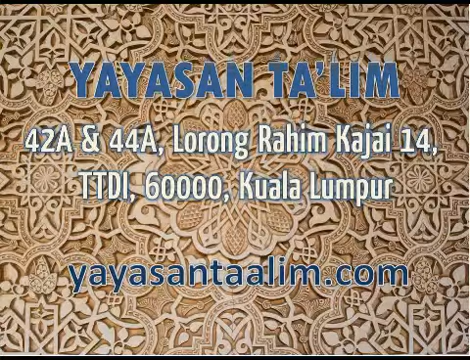 YAYASAN TA'LIM
42A & 44A, Lorong Rahim Kajai 14,
TTDI, 60000, Kuala Lumpur
yayasantaalim.com